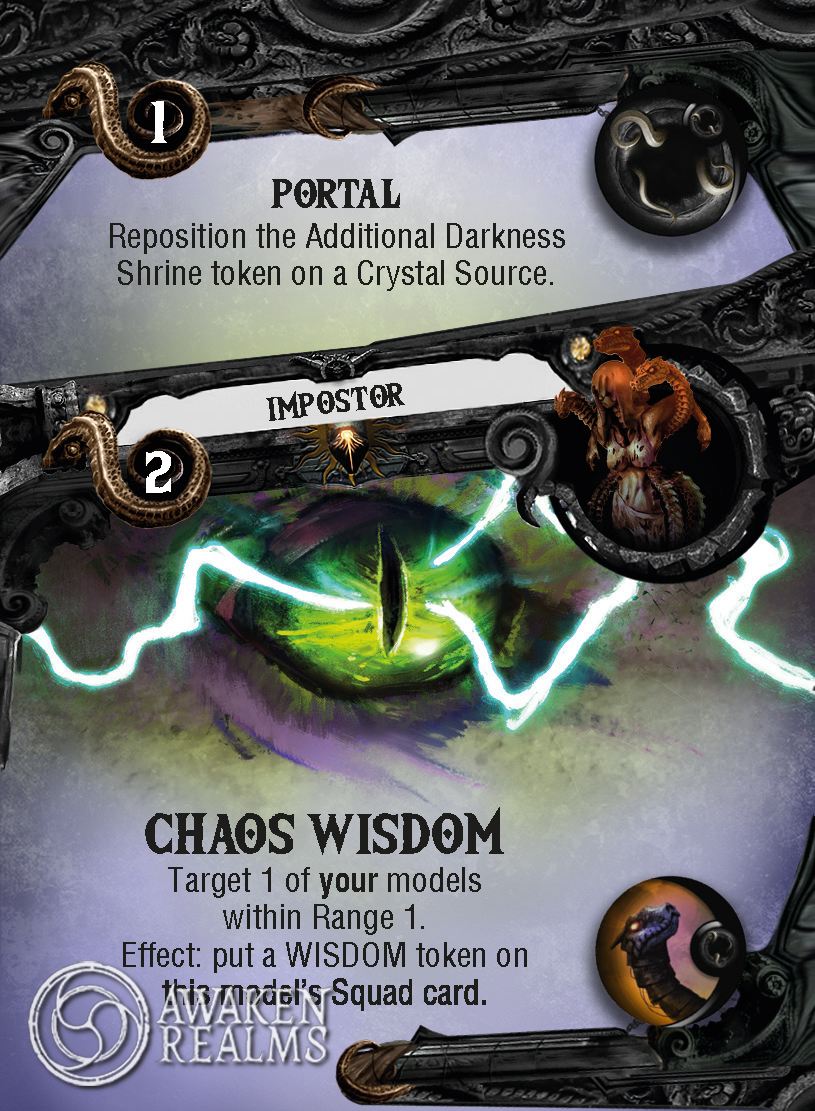 1
PORTAL
Reposition the Additional Darkness
Shrine token on a Crystal Source.
IMPOSTOR
2
CHAOS WISDOM
Target 1 of your models
within Range 1.
Effect: put a WISDOM token on
this model's Squad card.
AWAKEN
REALMS